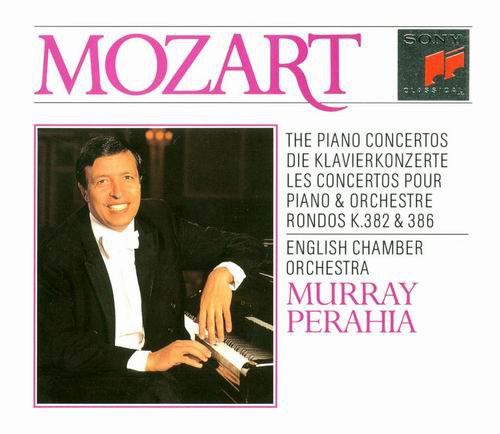 MOZART
SONY
CLASSICAL
THE PIANO CONCERTOS
DIE KLAVIERKONZERTE
LES CONCERTOS POUR
PIANO & ORCHESTRE
RONDOS K.382 & 386
ENGLISH CHAMBER
ORCHESTRA
MURRAY
PERAHIA